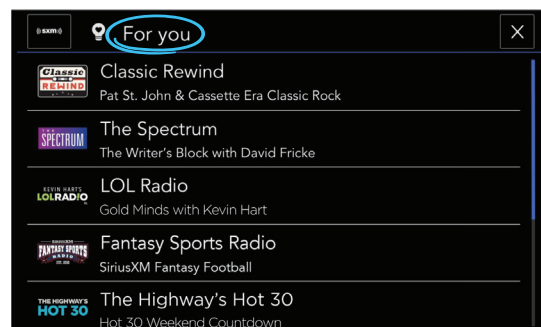 ((sxm))
For you
X
Classic
REWIND
Classic Rewind
Pat St. John & Cassette Era Classic Rock
THE
SPECTRUM
The Spectrum
The Writer's Block with David Fricke
KEVIN HART'S
LOLRADIO
LOL Radio
Gold Minds with Kevin Hart
SiriusXM
FANTASY SPORTS
RADIO
Fantasy Sports Radio
SiriusXM Fantasy Football
THE HIGHWAY'S
HOT 30
The Highway's Hot 30
Hot 30 Weekend Countdown